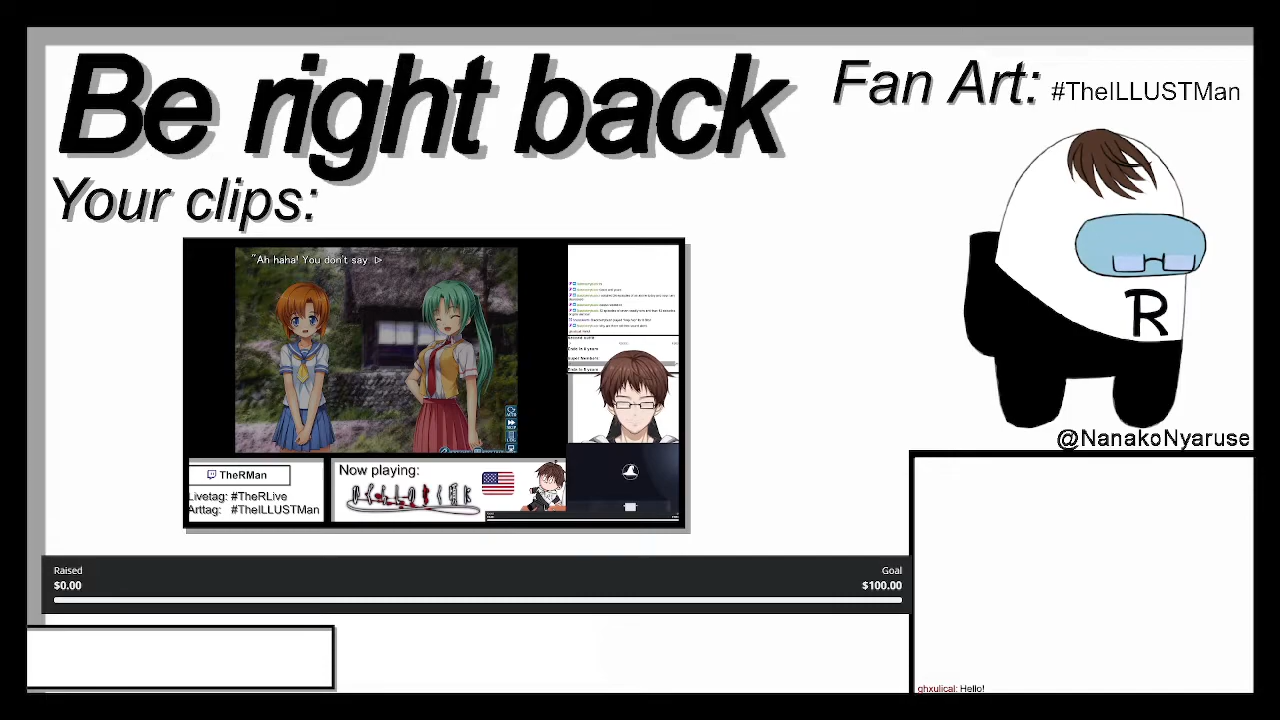 Be right back
Fan Art: #TheILLUSTMan
Your clips:
"Ah haha! You don't say. ▷
R
@NanakoNyaruse
TheRMan
Livetag: #TheRLive
Arttag: #TheILLUSTMan
Now playing:
Raised
$0.00
Goal
$100.00
ghxulical: Hello!